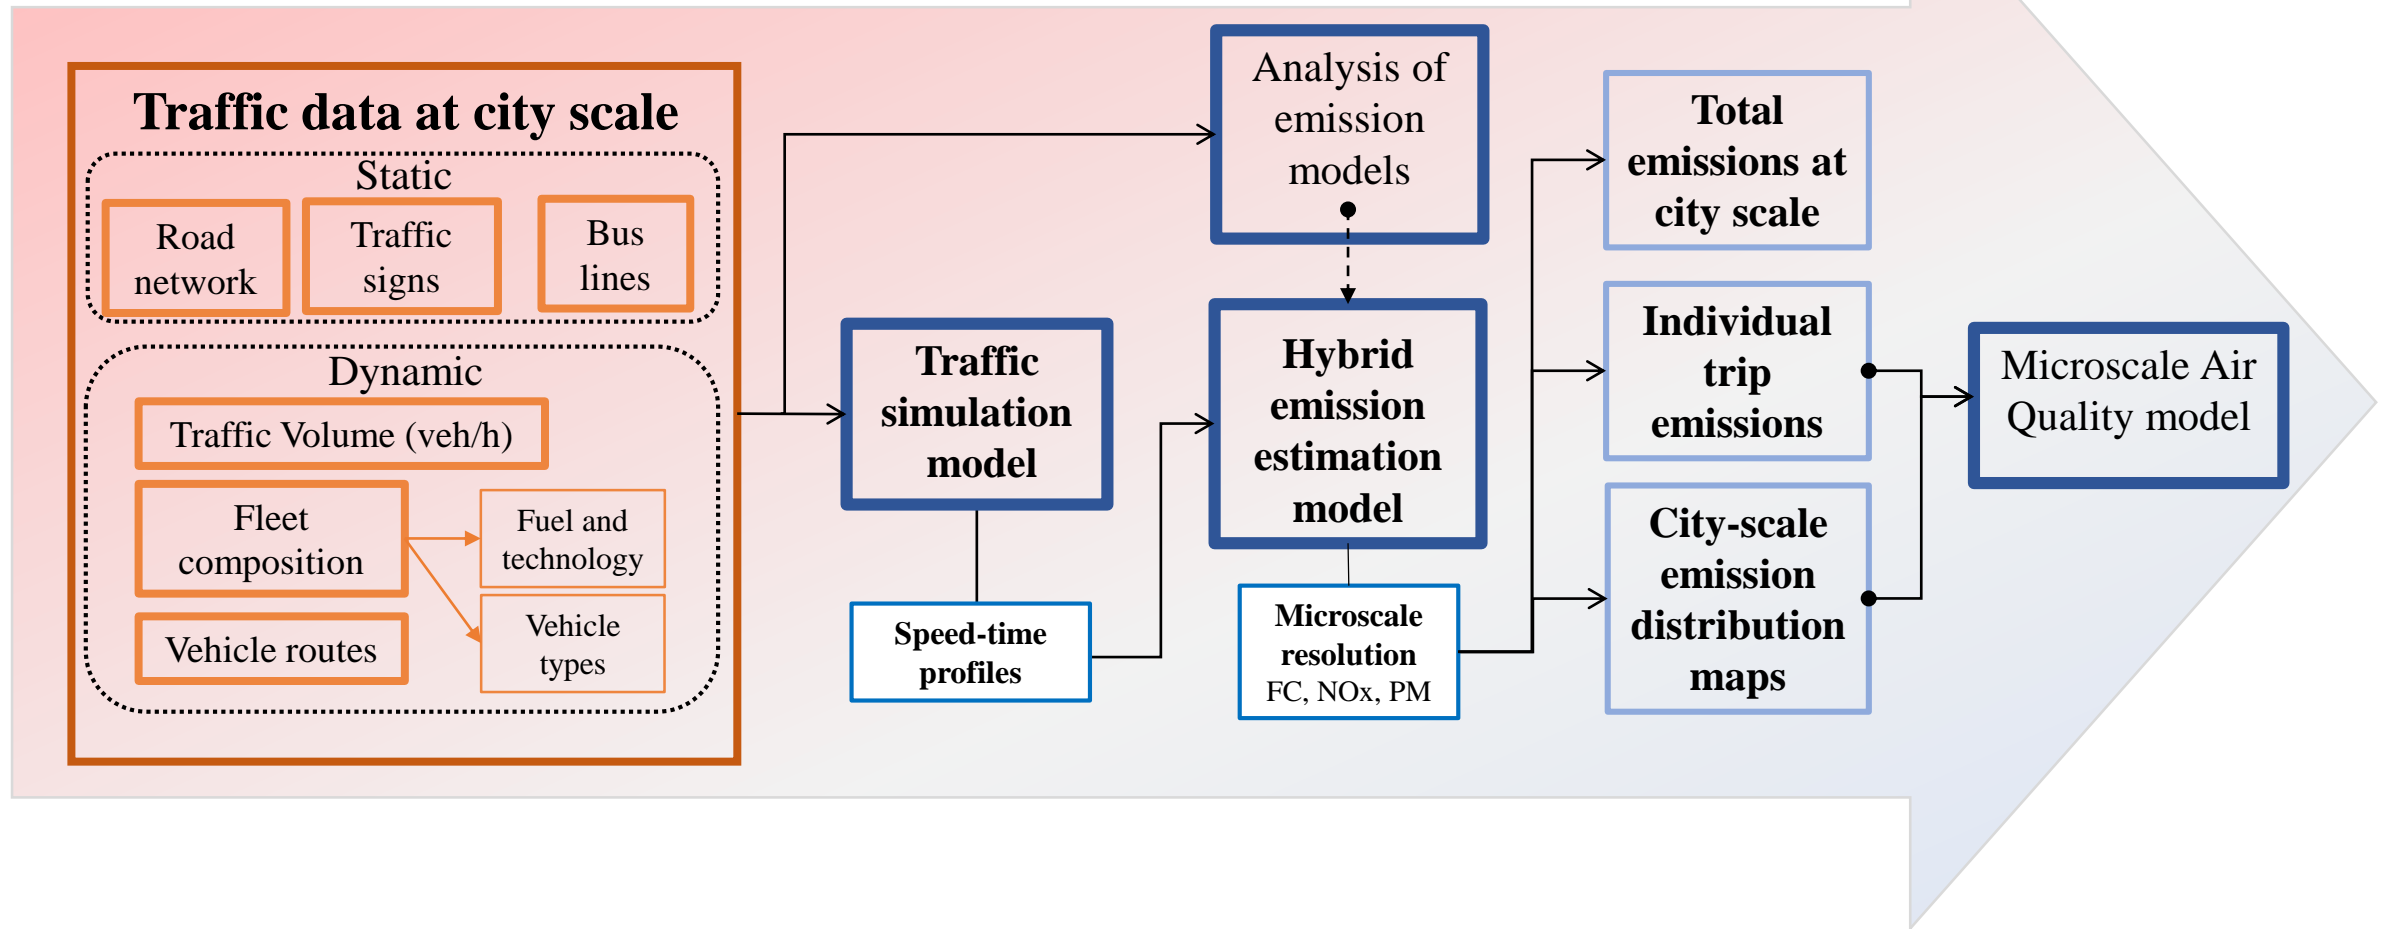 Traffic data at city scale
Static
Road
network
Traffic
signs
Bus
lines
Dynamic
Traffic Volume (veh/h)
Fleet
composition
Fuel and
technology
Vehicle
types
Vehicle routes
Traffic
simulation
model
Speed-time
profiles
Analysis of
emission
models
Hybrid
emission
estimation
model
Microscale
resolution
FC, NOx, PM
Total
emissions at
city scale
Individual
trip
emissions
City-scale
emission
distribution
maps
Microscale Air
Quality model